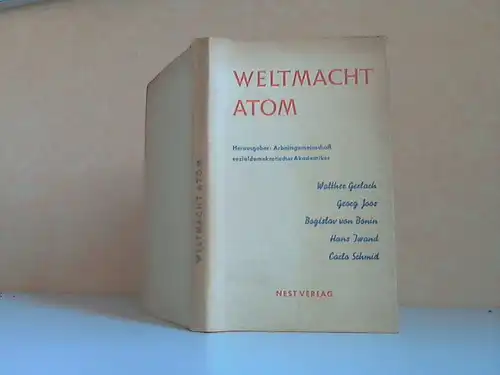 WELTMACHT
ATOM
Herausgeber: Arbeitsgemeinschaft
sozialdemokratischer Akademiker
Walther Gerlach
Georg Joos
Bogislav von Bonin
Hans Iwand
Carlo Schmid
NEST VERLAG
WELTMACHT ATOM